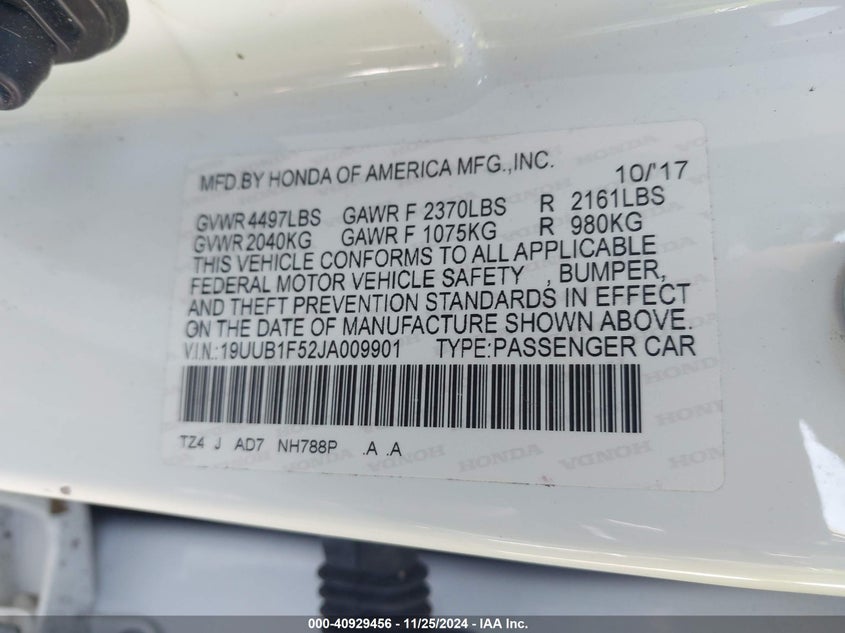 MFD.BY HONDA OF AMERICA MFG.,INC. 10/'17
GVWR 4497LBS GAWR F 2370LBS R 2161LBS
GVWR 2040KG GAWR F 1075KG R 980KG
THIS VEHICLE CONFORMS TO ALL APPLICABLE
FEDERAL MOTOR VEHICLE SAFETY , BUMPER,
AND THEFT PREVENTION STANDARDS IN EFFECT
ON THE DATE OF MANUFACTURE SHOWN ABOVE.
V.I.N.:19UUB1F52JA009901 TYPE:PASSENGER CAR
TZ4 J AD7 NH788P .A .A
000-40929456 - 11/25/2024 - IAA Inc.